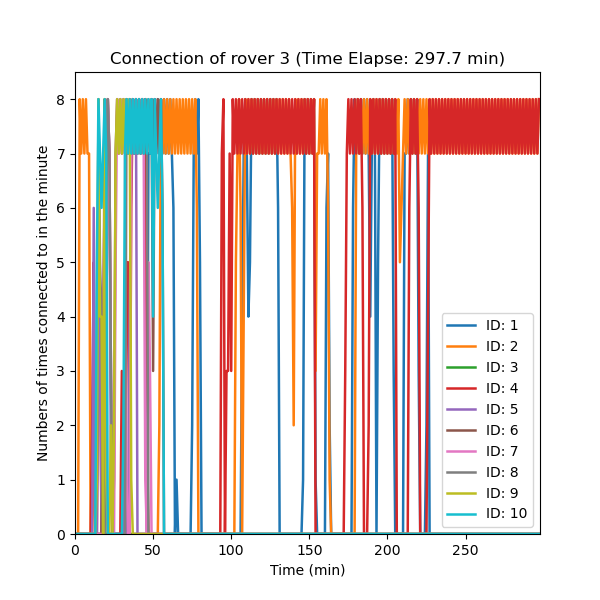 Connection of rover 3 (Time Elapse: 297.7 min)
Numbers of times connected to in the minute
8
7
6
5
4
3
2
1
0
ID: 1
ID: 2
ID: 3
ID: 4
ID: 5
ID: 6
ID: 7
ID: 8
ID: 9
ID: 10
0 50 100 150 200 250
Time (min)